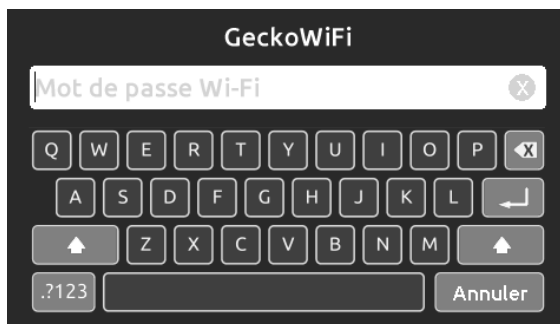 GeckoWiFi
Mot de passe Wi-Fi X
Q W E R T Y U I O P X
A S D F G H J K L
Z X C V B N M
.?123 Annuler